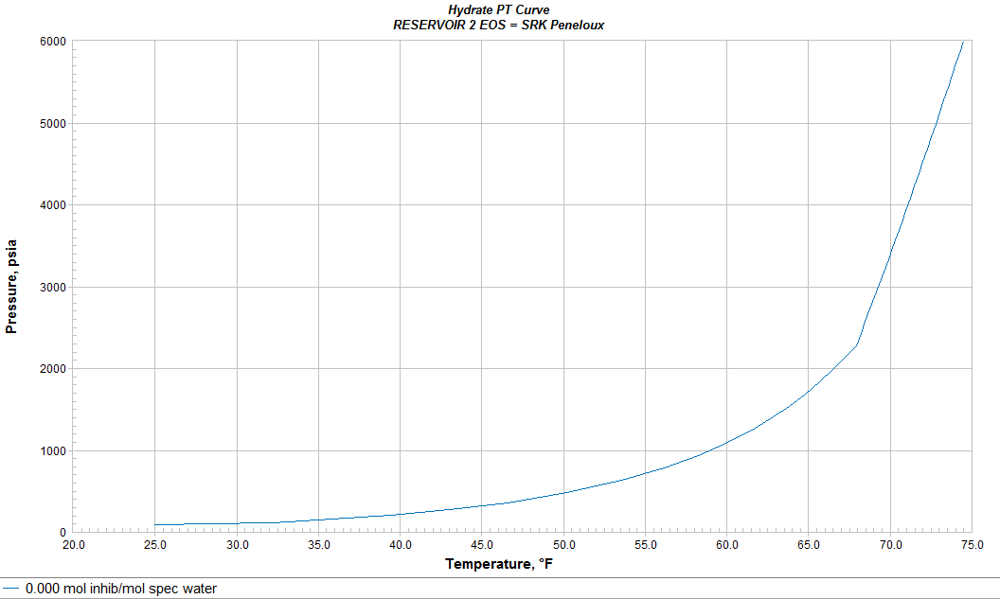 Hydrate PT Curve
RESERVOIR 2 EOS = SRK Peneloux
6000
5000
4000
3000
2000
1000
0
Pressure, psia
20.0 25.0 30.0 35.0 40.0 45.0 50.0 55.0 60.0 65.0 70.0 75.0
Temperature, °F
0.000 mol inhib/mol spec water